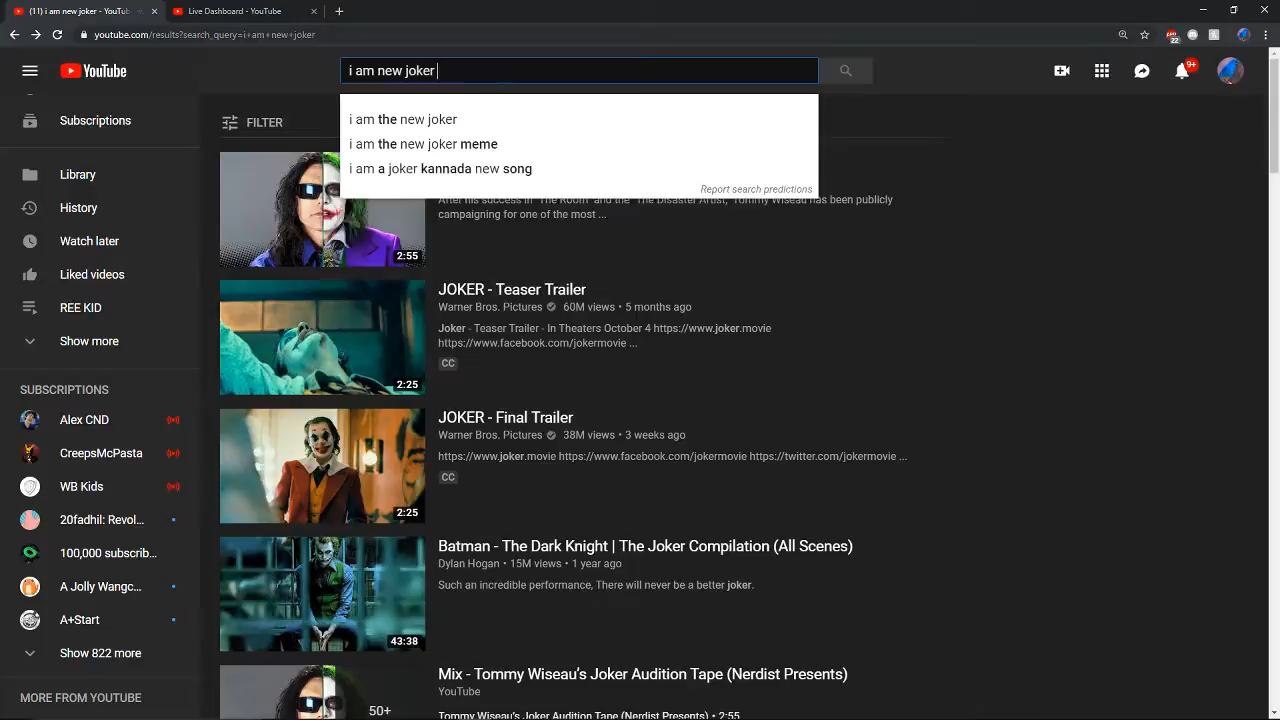 (11) i am new joker - YouTub
Live Dashboard - YouTube
youtube.com/results?search_query=i+am+new+joker
22
YouTube
i am new joker
9+
i am the new joker
i am the new joker meme
i am a joker kannada new song
Report search predictions
Subscriptions
Library
History
Watch later
Liked videos
REE KID
Show more
SUBSCRIPTIONS
Alex CND
CreepsMcPasta
WB Kids
20fadhil: Revol...
100,000 subscrib...
A Jolly Wangc...
A+Start
Show 822 more
MORE FROM YOUTUBE
FILTER
2:55
After his success in "The Room" and the "The Disaster Artist," Tommy Wiseau has been publicly
campaigning for one of the most ...
2:25
JOKER - Teaser Trailer
Warner Bros. Pictures 60M views • 5 months ago
Joker - Teaser Trailer - In Theaters October 4 https://www.joker.movie
https://www.facebook.com/jokermovie ...
CC
2:25
JOKER - Final Trailer
Warner Bros. Pictures 38M views • 3 weeks ago
https://www.joker.movie https://www.facebook.com/jokermovie https://twitter.com/jokermovie ...
CC
43:38
Batman - The Dark Knight | The Joker Compilation (All Scenes)
Dylan Hogan • 15M views • 1 year ago
Such an incredible performance, There will never be a better joker.
50+
Mix - Tommy Wiseau's Joker Audition Tape (Nerdist Presents)
YouTube
Tommy Wiseau's Joker Audition Tape (Nerdist Presents) • 2:55